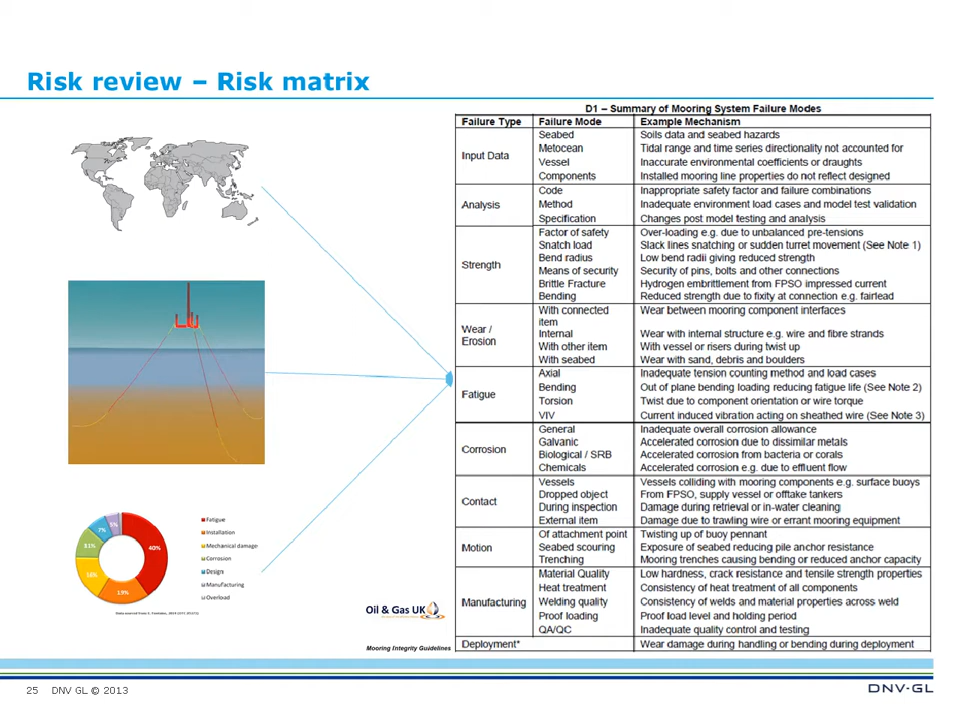 Risk review – Risk matrix
D1 – Summary of Mooring System Failure Modes
Failure Type Failure Mode Example Mechanism
Input Data
Seabed Soils data and seabed hazards
Metocean Tidal range and time series directionality not accounted for
Vessel Inaccurate environmental coefficients or draughts
Components Installed mooring line properties do not reflect designed
Analysis
Code Inappropriate safety factor and failure combinations
Method Inadequate environment load cases and model test validation
Specification Changes post model testing and analysis
Strength
Factor of safety Over-loading e.g. due to unbalanced pre-tensions
Snatch load Slack lines snatching or sudden turret movement (See Note 1)
Bend radius Low bend radii giving reduced strength
Means of security Security of pins, bolts and other connections
Brittle Fracture Hydrogen embrittlement from FPSO impressed current
Bending Reduced strength due to fixity at connection e.g. fairlead
Wear /
Erosion
With connected Wear between mooring component interfaces
item
Internal Wear with internal structure e.g. wire and fibre strands
With other item With vessel or risers during twist up
With seabed Wear with sand, debris and boulders
Fatigue
Axial Inadequate tension counting method and load cases
Bending Out of plane bending loading reducing fatigue life (See Note 2)
Torsion Twist due to component orientation or wire torque
VIV Current induced vibration acting on sheathed wire (See Note 3)
Corrosion
General Inadequate overall corrosion allowance
Galvanic Accelerated corrosion due to dissimilar metals
Biological / SRB Accelerated corrosion from bacteria or corals
Chemicals Accelerated corrosion e.g. due to effluent flow
Contact
Vessels Vessels colliding with mooring components e.g. surface buoys
Dropped object From FPSO, supply vessel or offtake tankers
During inspection Damage during retrieval or in-water cleaning
External item Damage due to trawling wire or errant mooring equipment
Motion
Of attachment point Twisting up of buoy pennant
Seabed scouring Exposure of seabed reducing pile anchor resistance
Trenching Mooring trenches causing bending or reduced anchor capacity
Manufacturing
Material Quality Low hardness, crack resistance and tensile strength properties
Heat treatment Consistency of heat treatment of all components
Welding quality Consistency of welds and material properties across weld
Proof loading Proof load level and holding period
QA/QC Inadequate quality control and testing
Deployment* Wear damage during handling or bending during deployment
40%
7%
11%
Fatigue
Installation
Mechanical damage
Corrosion
Design
Manufacturing
Overload
Oil & Gas UK
Mooring Integrity Guidelines
25 DNV GL © 2013
DNV·GL